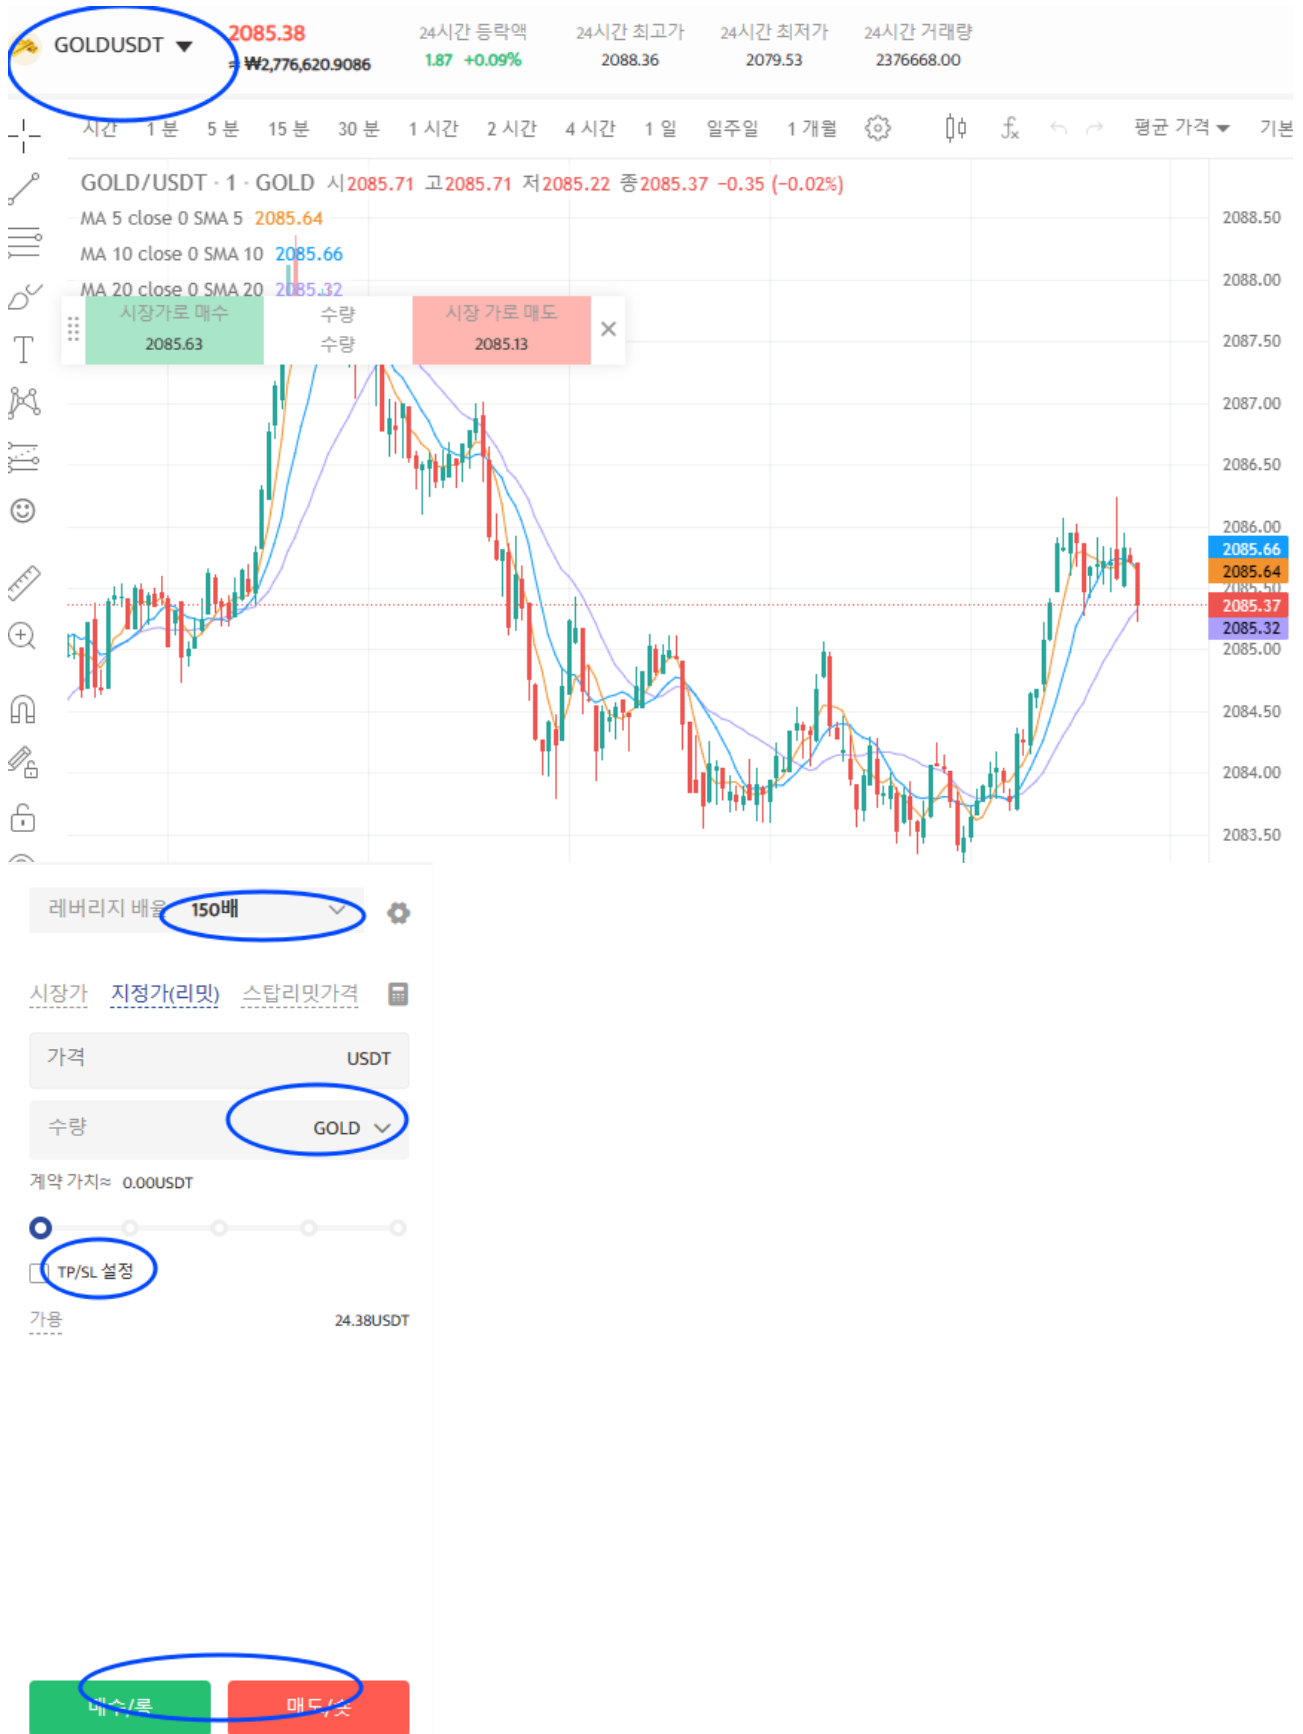 GOLDUSDT
2085.38
≈ ₩2,776,620.9086
24시간 등락액
1.87 +0.09%
24시간 최고가
2088.36
24시간 최저가
2079.53
24시간 거래량
2376668.00
시간 1 분 5 분 15 분 30 분 1 시간 2 시간 4 시간 1 일 일주일 1 개월 fx 평균 가격 기본
GOLD/USDT · 1 · GOLD 시2085.71 고2085.71 저2085.22 종2085.37 −0.35 (−0.02%)
MA 5 close 0 SMA 5 2085.64
MA 10 close 0 SMA 10 2085.66
MA 20 close 0 SMA 20 2085.32
시장가로 매수
2085.63
수량
수량
시장 가로 매도
2085.13
T
2088.50
2088.00
2087.50
2087.00
2086.50
2086.00
2085.66
2085.64
2085.50
2085.37
2085.32
2085.00
2084.50
2084.00
2083.50
레버리지 배율 150배
시장가 지정가(리밋) 스탑리밋가격
가격 USDT
수량 GOLD
계약 가치≈ 0.00USDT
TP/SL 설정
가용 24.38USDT
매수/롱 매도/숏